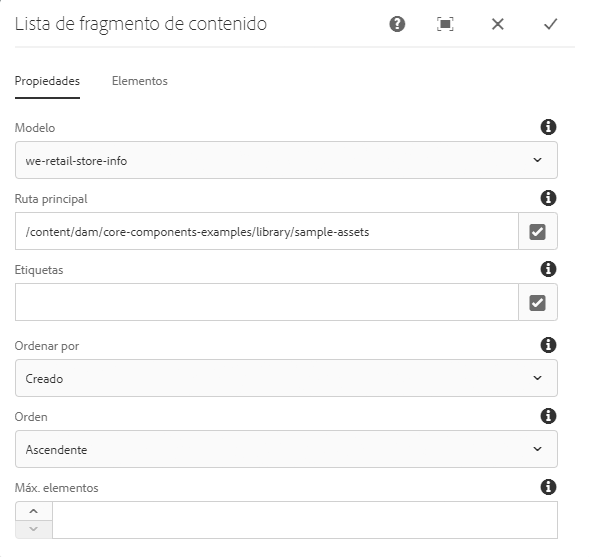 Lista de fragmento de contenido
Propiedades Elementos
Modelo
we-retail-store-info
Ruta principal
/content/dam/core-components-examples/library/sample-assets
Etiquetas
Ordenar por
Creado
Orden
Ascendente
Máx. elementos